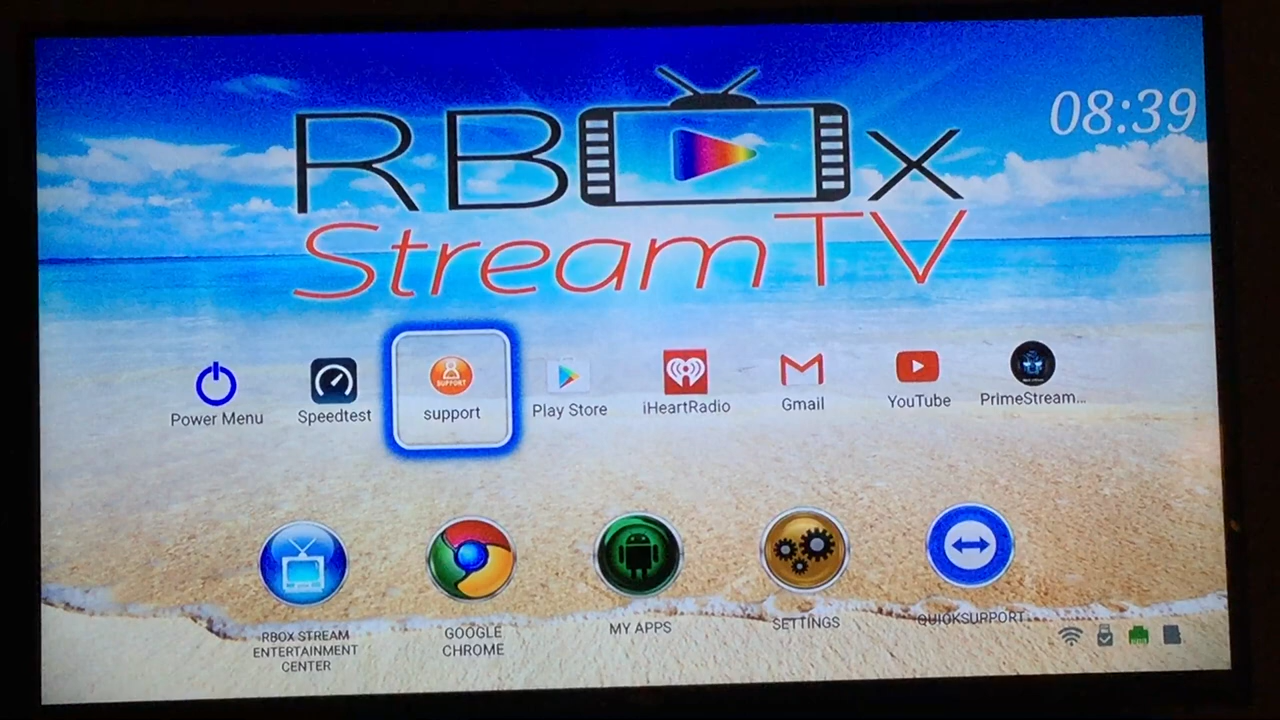 08:39
RBOX
StreamTV
Power Menu
Speedtest
SUPPORT
support
Play Store
iHeartRadio
Gmail
YouTube
PrimeStream...
RBOX STREAM
ENTERTAINMENT
CENTER
GOOGLE
CHROME
MY APPS
SETTINGS
QUICKSUPPORT